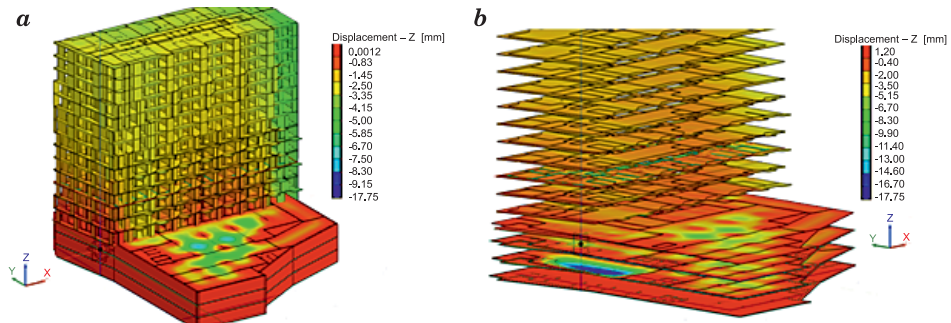 a
Displacement – Z [mm]
0.0012
-0.83
-1.45
-2.50
-3.35
-4.15
-5.00
-5.85
-6.70
-7.50
-8.30
-9.15
-17.75
Z
Y
X
b
Displacement – Z [mm]
1.20
-0.40
-2.00
-3.50
-5.15
-6.70
-8.30
-9.90
-11.40
-13.00
-14.60
-16.70
-17.75
Z
Y
X